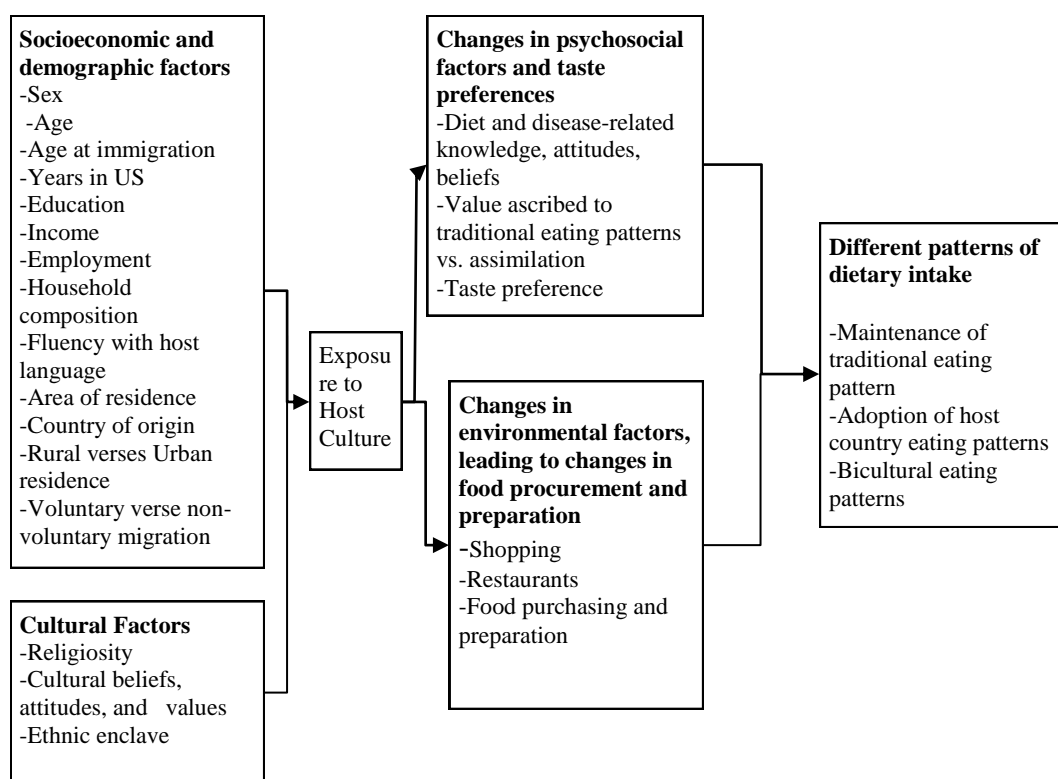 Socioeconomic and
demographic factors
-Sex
-Age
-Age at immigration
-Years in US
-Education
-Income
-Employment
-Household
composition
-Fluency with host
language
-Area of residence
-Country of origin
-Rural verses Urban
residence
-Voluntary verse non-
voluntary migration
Cultural Factors
-Religiosity
-Cultural beliefs,
attitudes, and values
-Ethnic enclave
Exposu
re to
Host
Culture
Changes in psychosocial
factors and taste
preferences
-Diet and disease-related
knowledge, attitudes,
beliefs
-Value ascribed to
traditional eating patterns
vs. assimilation
-Taste preference
Changes in
environmental factors,
leading to changes in
food procurement and
preparation
-Shopping
-Restaurants
-Food purchasing and
preparation
Different patterns of
dietary intake
-Maintenance of
traditional eating
pattern
-Adoption of host
country eating patterns
-Bicultural eating
patterns